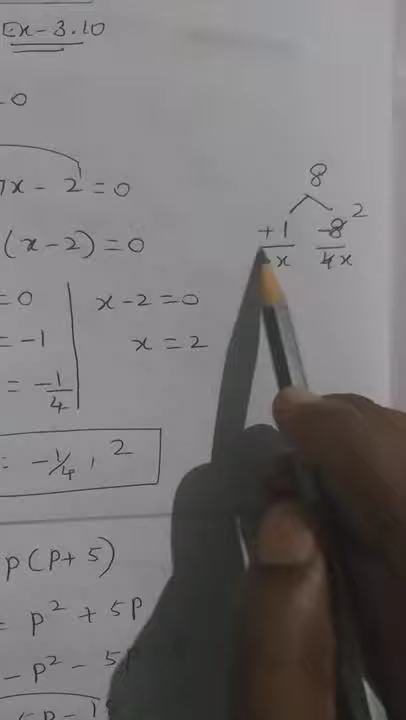 Ex-3.10
0
7x - 2 = 0
8
+1 -8 2
x 4x
(x-2) = 0
= 0 x-2=0
= -1 x = 2
= -1/4
= -1/4, 2
p(p+5)
= p² + 5p
- p² - 5p